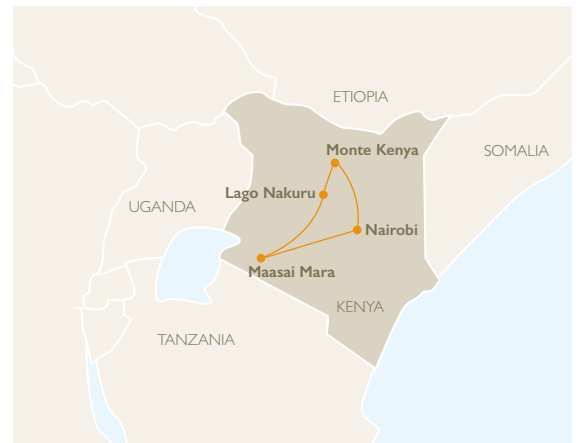 ETIOPIA
Monte Kenya
SOMALIA
Lago Nakuru
UGANDA
Nairobi
Maasai Mara
KENYA
TANZANIA